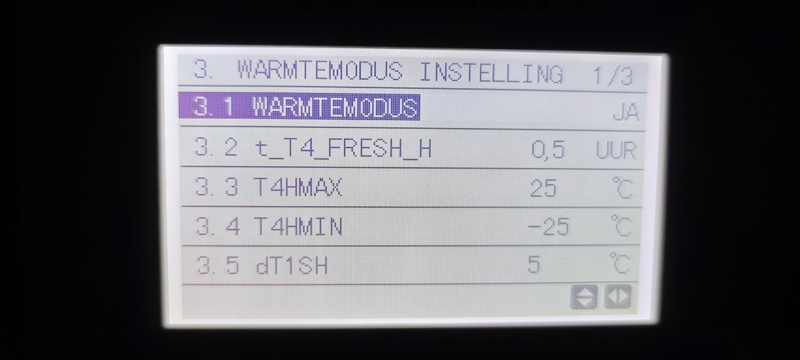 3. WARMTEMODUS INSTELLING 1/3
3.1 WARMTEMODUS JA
3.2 t_T4_FRESH_H 0,5 UUR
3.3 T4HMAX 25 ℃
3.4 T4HMIN -25 ℃
3.5 dT1SH 5 ℃